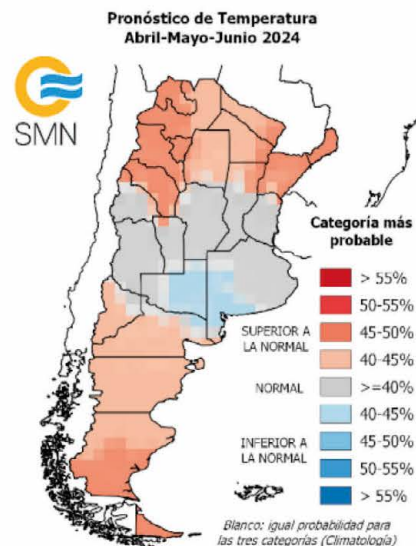 Pronóstico de Temperatura
Abril-Mayo-Junio 2024
SMN
Categoría más
probable
> 55%
50-55%
SUPERIOR A
LA NORMAL
45-50%
40-45%
NORMAL
>=40%
40-45%
INFERIOR A
LA NORMAL
45-50%
50-55%
> 55%
Blanco: igual probabilidad para
las tres categorías (Climatología)